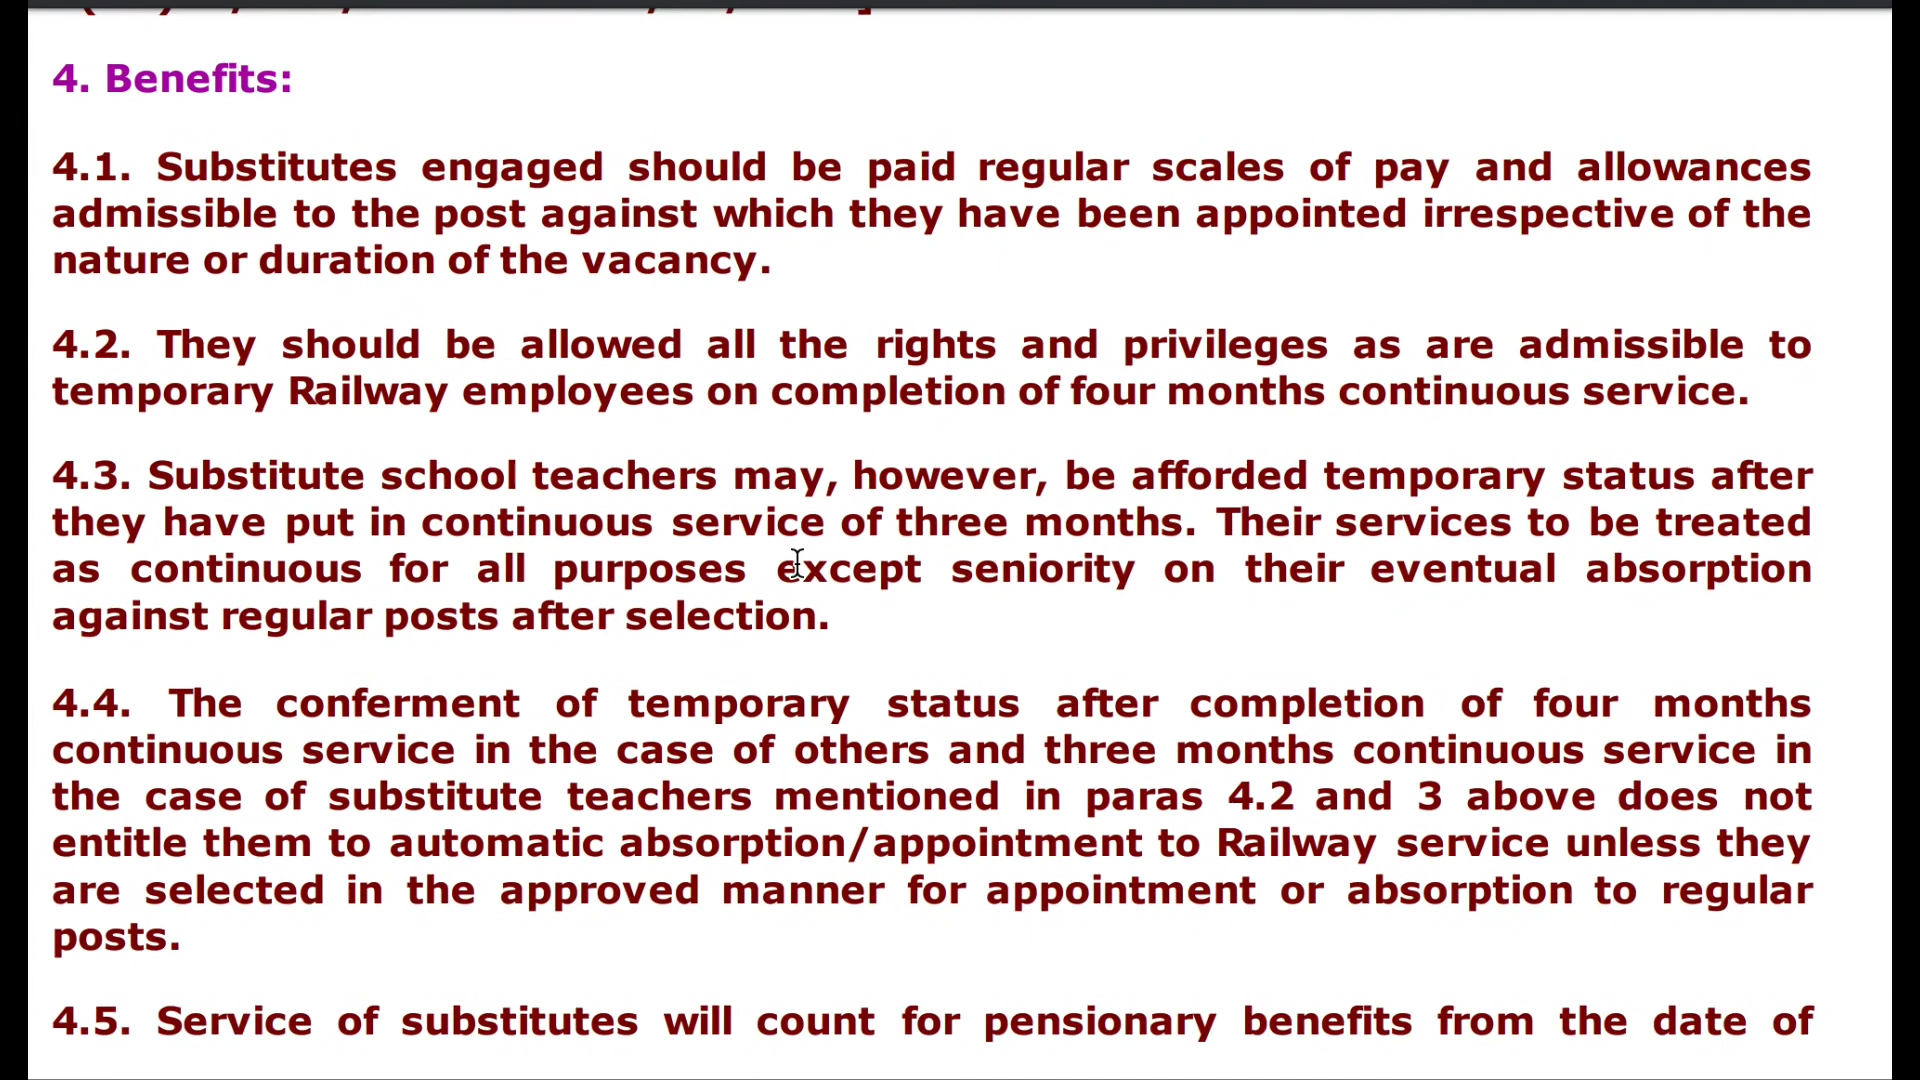 4. Benefits:
4.1. Substitutes engaged should be paid regular scales of pay and allowances
admissible to the post against which they have been appointed irrespective of the
nature or duration of the vacancy.
4.2. They should be allowed all the rights and privileges as are admissible to
temporary Railway employees on completion of four months continuous service.
4.3. Substitute school teachers may, however, be afforded temporary status after
they have put in continuous service of three months. Their services to be treated
as continuous for all purposes except seniority on their eventual absorption
against regular posts after selection.
4.4. The conferment of temporary status after completion of four months
continuous service in the case of others and three months continuous service in
the case of substitute teachers mentioned in paras 4.2 and 3 above does not
entitle them to automatic absorption/appointment to Railway service unless they
are selected in the approved manner for appointment or absorption to regular
posts.
4.5. Service of substitutes will count for pensionary benefits from the date of